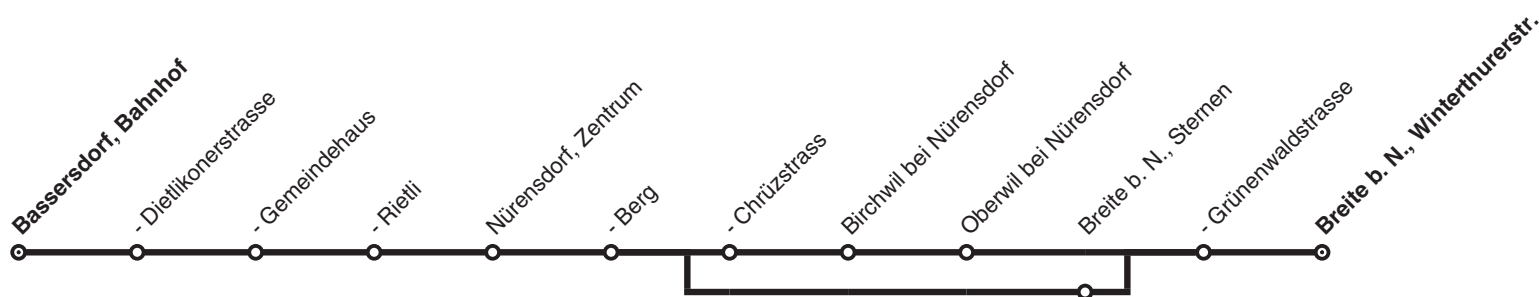 Bassersdorf, Bahnhof
- Dietlikonerstrasse
- Gemeindehaus
- Rietli
Nürensdorf, Zentrum
- Berg
- Chrüzstrass
Birchwil bei Nürensdorf
Oberwil bei Nürensdorf
Breite b. N., Sternen
- Grünenwaldstrasse
Breite b. N., Winterthurerstr.